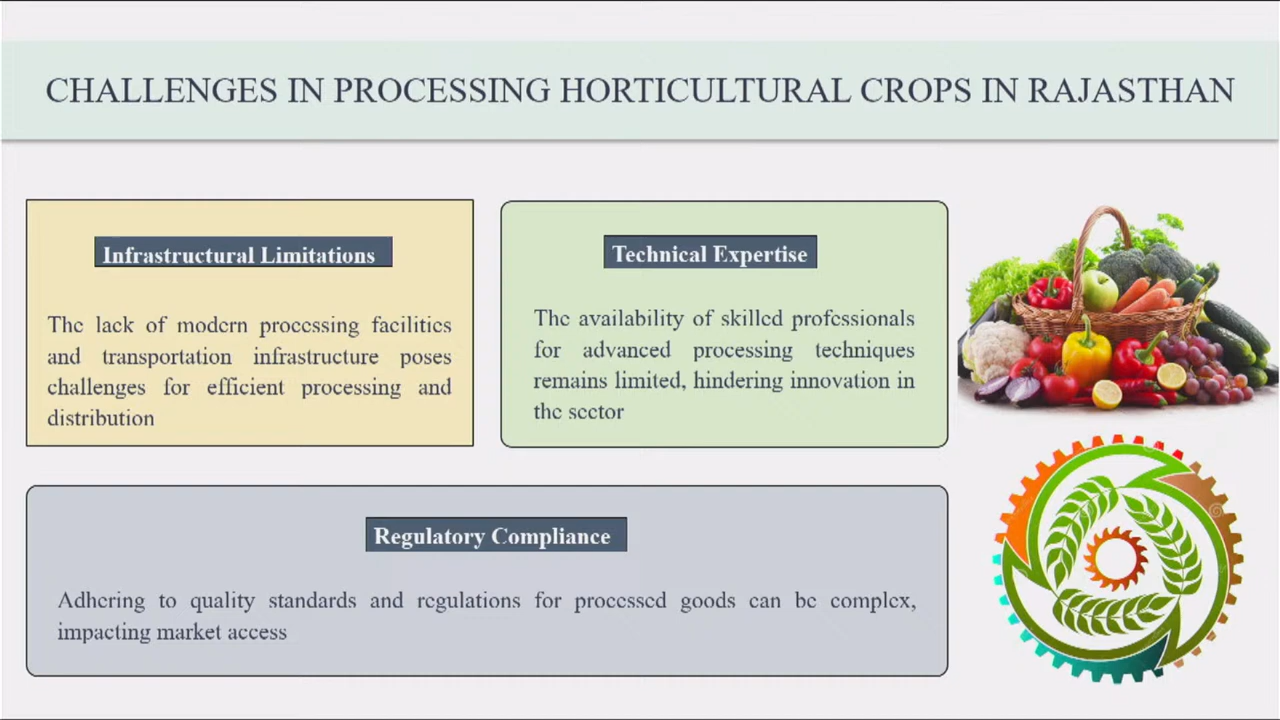 CHALLENGES IN PROCESSING HORTICULTURAL CROPS IN RAJASTHAN
Infrastructural Limitations
The lack of modern processing facilities
and transportation infrastructure poses
challenges for efficient processing and
distribution
Technical Expertise
The availability of skilled professionals
for advanced processing techniques
remains limited, hindering innovation in
the sector
Regulatory Compliance
Adhering to quality standards and regulations for processed goods can be complex,
impacting market access